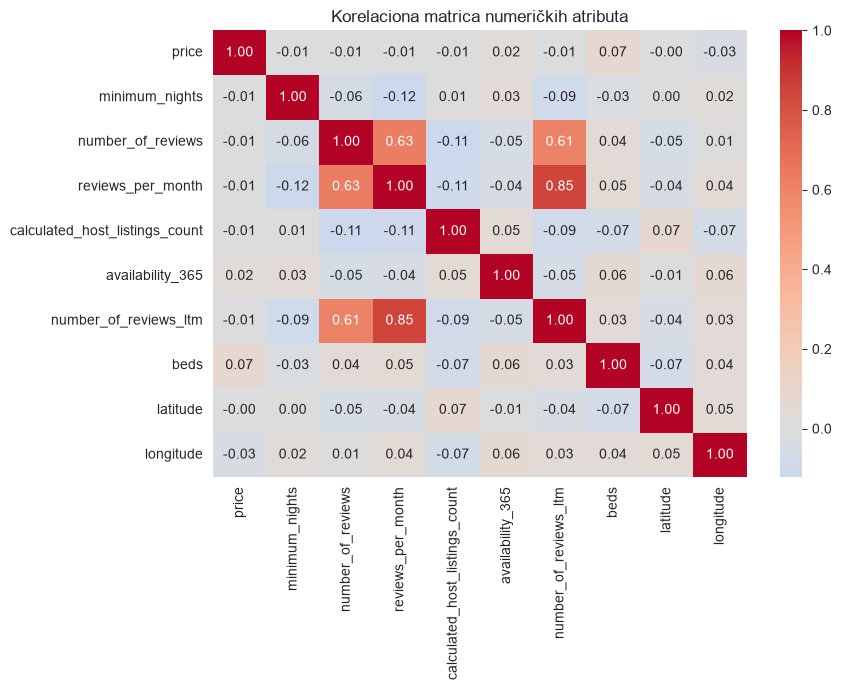 Korelaciona matrica numeričkih atributa
price 1.00 -0.01 -0.01 -0.01 -0.01 0.02 -0.01 0.07 -0.00 -0.03
minimum_nights -0.01 1.00 -0.06 -0.12 0.01 0.03 -0.09 -0.03 0.00 0.02
number_of_reviews -0.01 -0.06 1.00 0.63 -0.11 -0.05 0.61 0.04 -0.05 0.01
reviews_per_month -0.01 -0.12 0.63 1.00 -0.11 -0.04 0.85 0.05 -0.04 0.04
calculated_host_listings_count -0.01 0.01 -0.11 -0.11 1.00 0.05 -0.09 -0.07 0.07 -0.07
availability_365 0.02 0.03 -0.05 -0.04 0.05 1.00 -0.05 0.06 -0.01 0.06
number_of_reviews_ltm -0.01 -0.09 0.61 0.85 -0.09 -0.05 1.00 0.03 -0.04 0.03
beds 0.07 -0.03 0.04 0.05 -0.07 0.06 0.03 1.00 -0.07 0.04
latitude -0.00 0.00 -0.05 -0.04 0.07 -0.01 -0.04 -0.07 1.00 0.05
longitude -0.03 0.02 0.01 0.04 -0.07 0.06 0.03 0.04 0.05 1.00
price
minimum_nights
number_of_reviews
reviews_per_month
calculated_host_listings_count
availability_365
number_of_reviews_ltm
beds
latitude
longitude
1.0
0.8
0.6
0.4
0.2
0.0